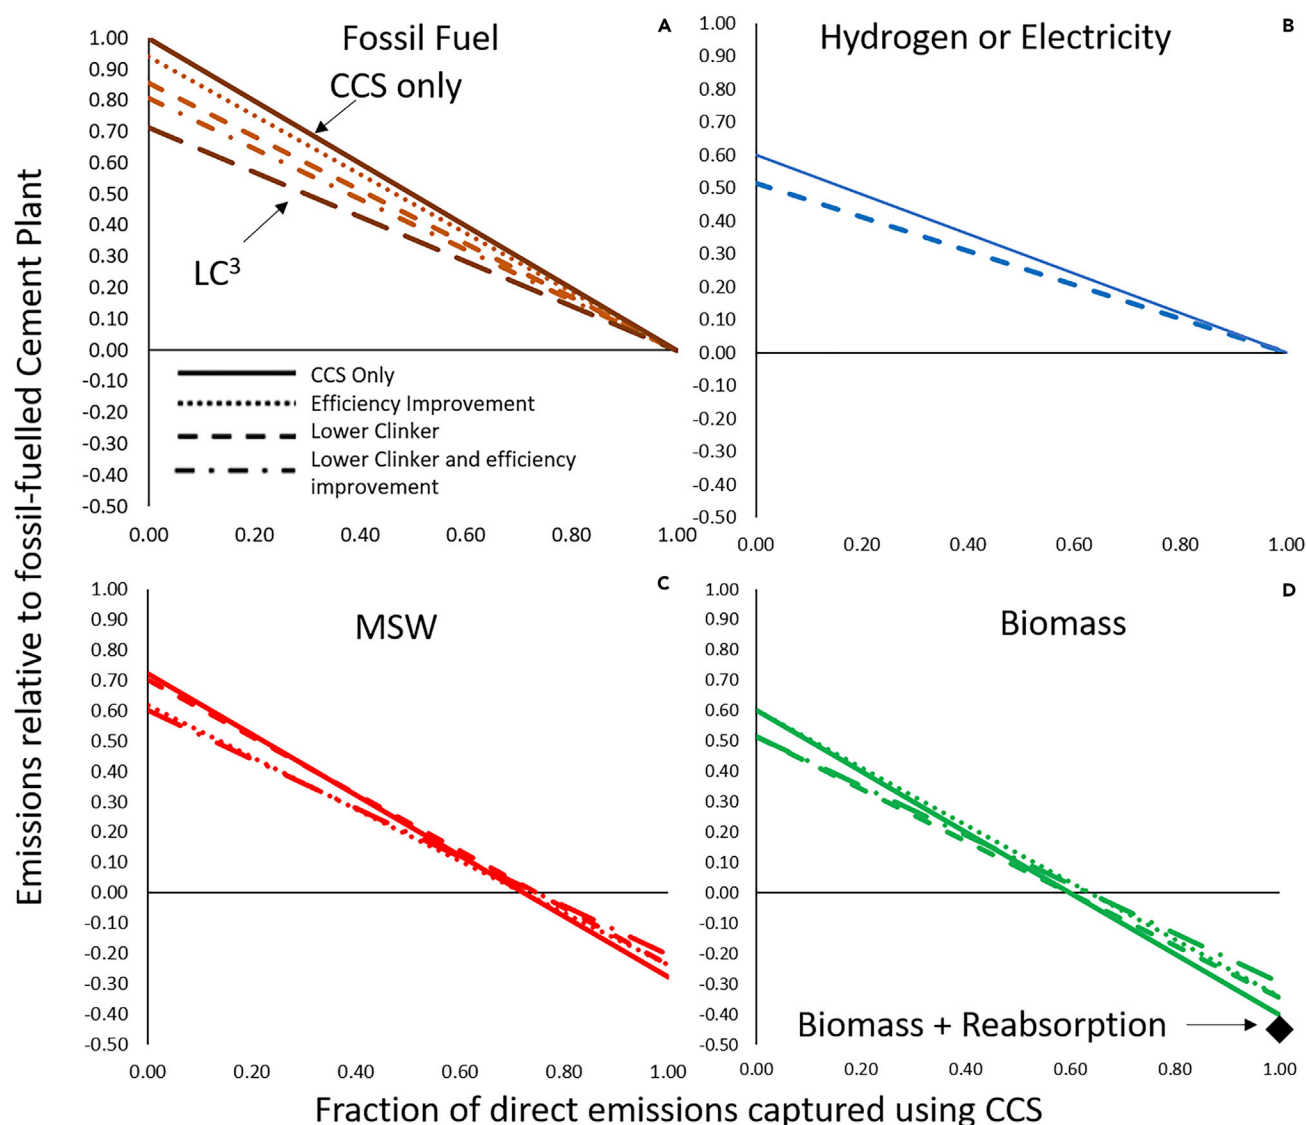 Emissions relative to fossil-fuelled Cement Plant
A
Fossil Fuel
CCS only
LC³
1.00
0.90
0.80
0.70
0.60
0.50
0.40
0.30
0.20
0.10
0.00
-0.10
-0.20
-0.30
-0.40
-0.50
CCS Only
Efficiency Improvement
Lower Clinker
Lower Clinker and efficiency
improvement
0.00 0.20 0.40 0.60 0.80 1.00
B
Hydrogen or Electricity
1.00
0.90
0.80
0.70
0.60
0.50
0.40
0.30
0.20
0.10
0.00
-0.10
-0.20
-0.30
-0.40
-0.50
0.00 0.20 0.40 0.60 0.80 1.00
C
MSW
1.00
0.90
0.80
0.70
0.60
0.50
0.40
0.30
0.20
0.10
0.00
-0.10
-0.20
-0.30
-0.40
-0.50
0.00 0.20 0.40 0.60 0.80 1.00
D
Biomass
1.00
0.90
0.80
0.70
0.60
0.50
0.40
0.30
0.20
0.10
0.00
-0.10
-0.20
-0.30
-0.40
-0.50
Biomass + Reabsorption
0.00 0.20 0.40 0.60 0.80 1.00
Fraction of direct emissions captured using CCS